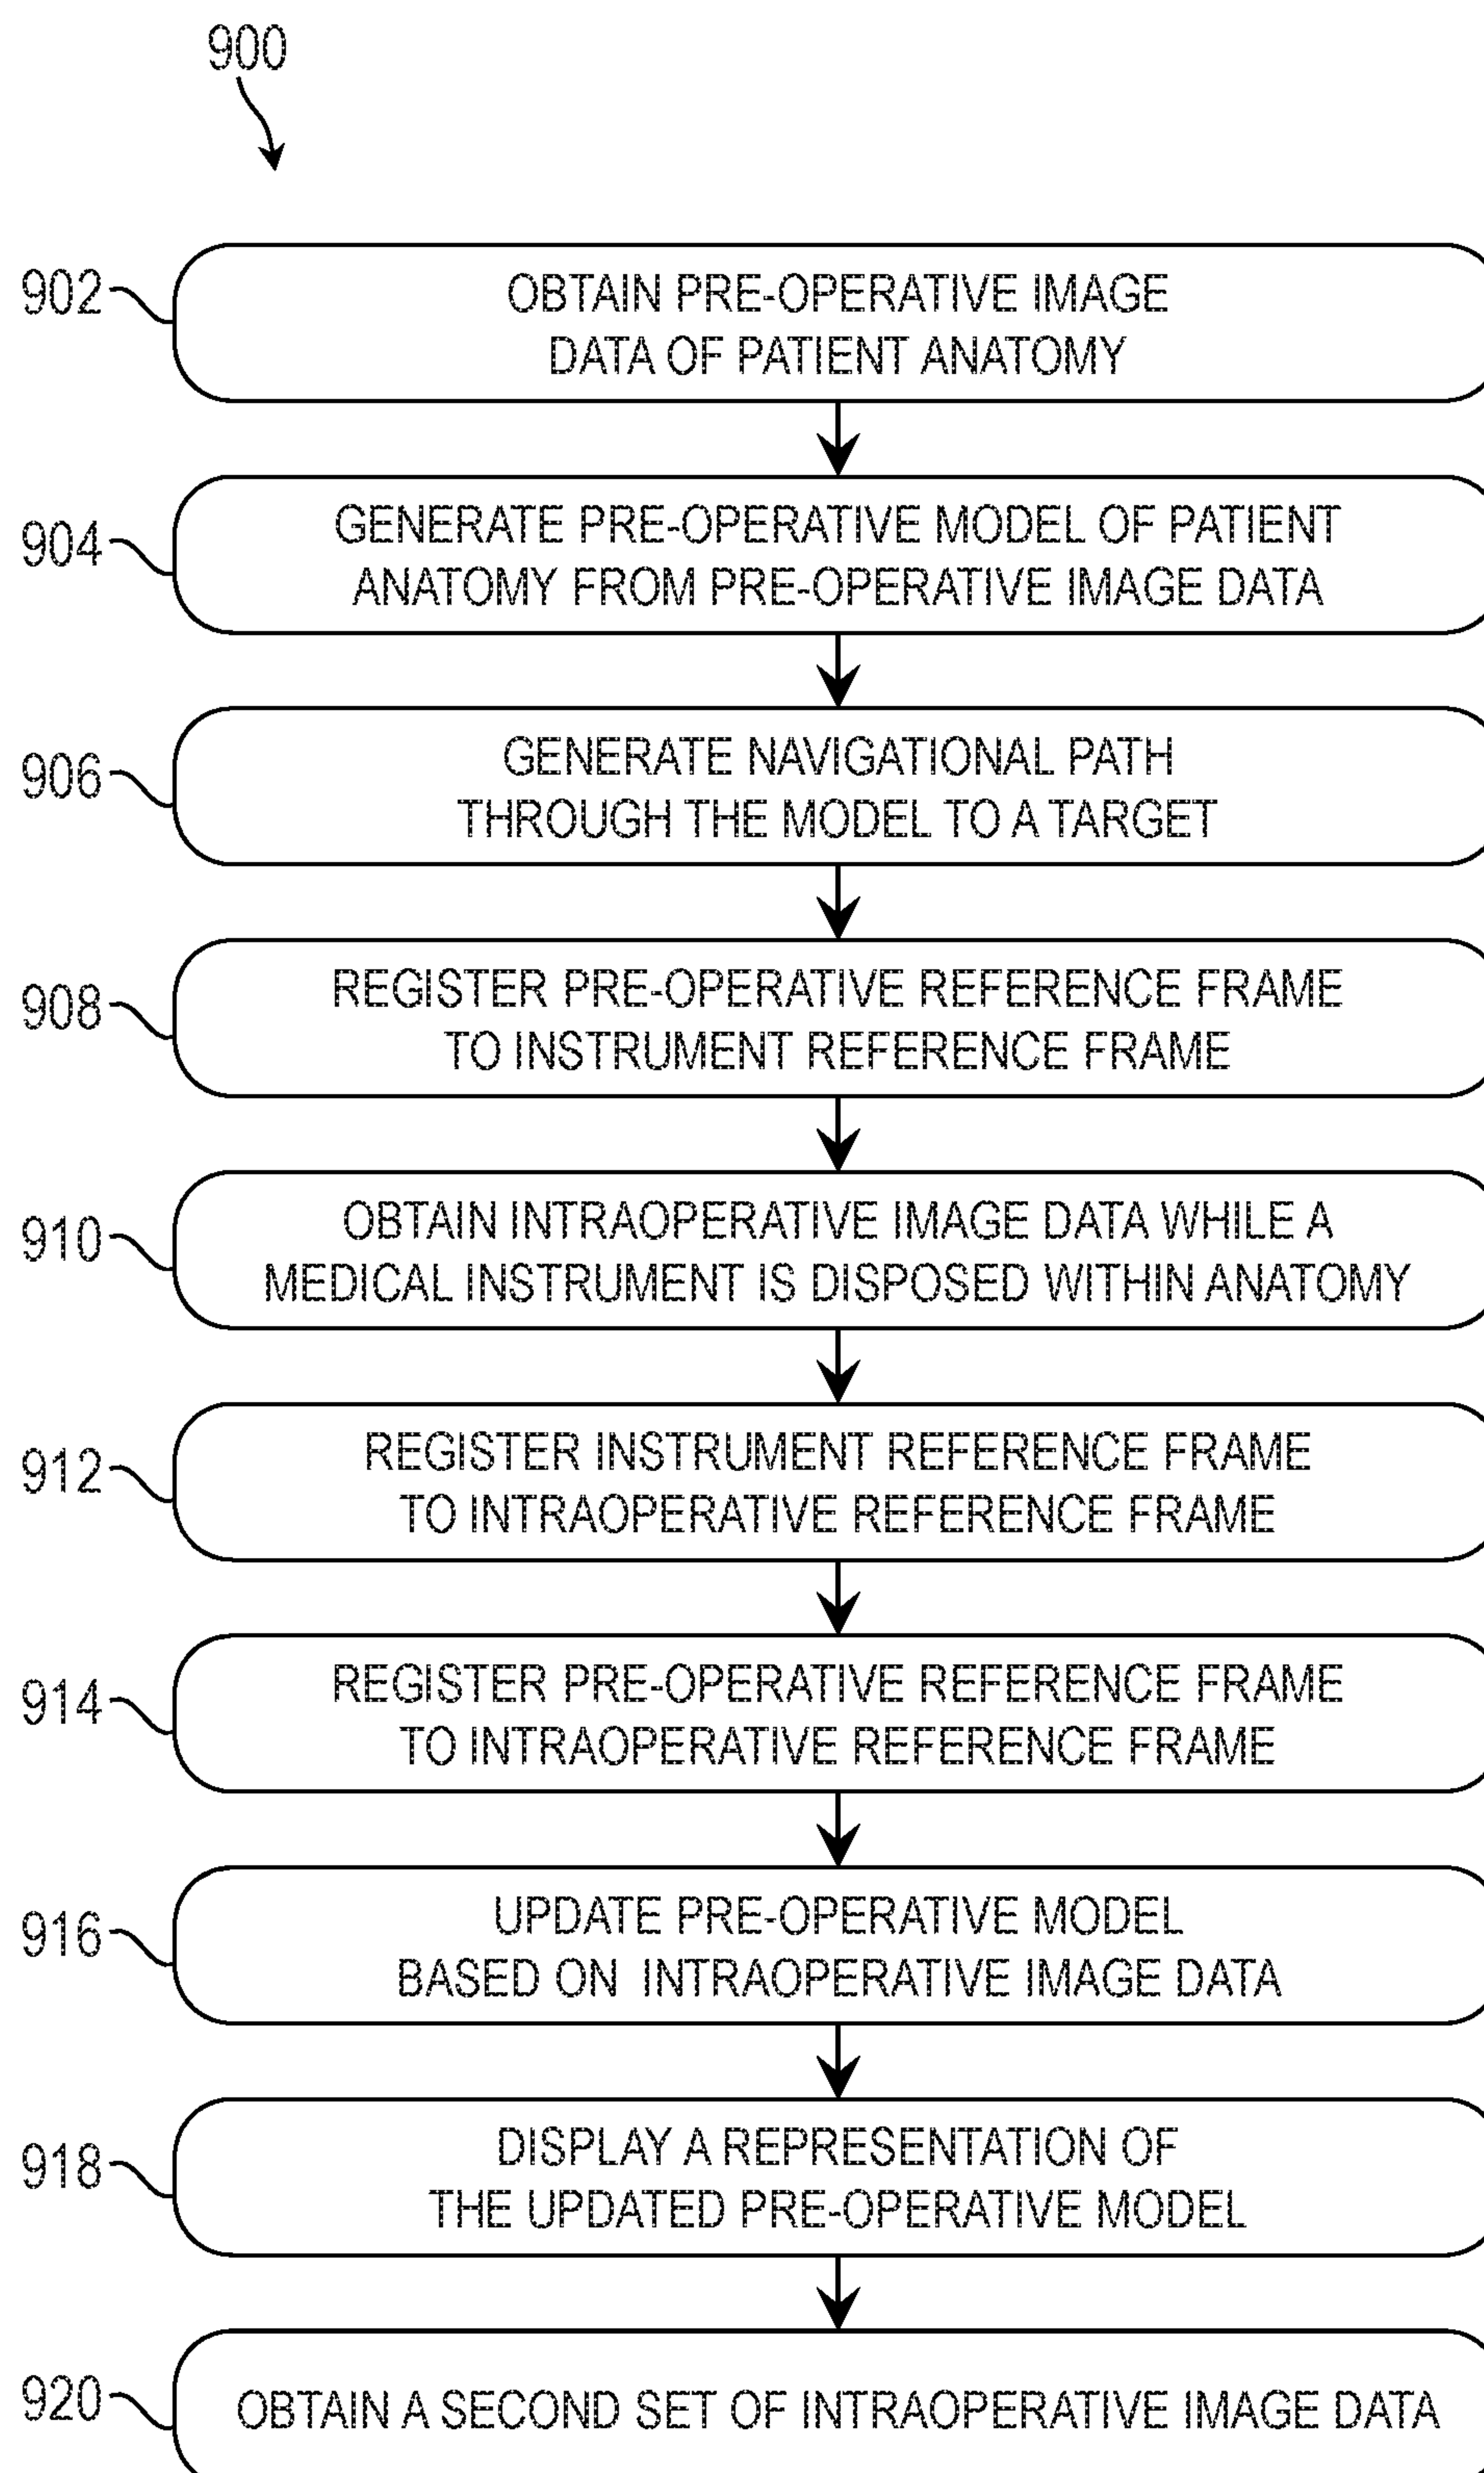 900
902
OBTAIN PRE-OPERATIVE IMAGE
DATA OF PATIENT ANATOMY
904
GENERATE PRE-OPERATIVE MODEL OF PATIENT
ANATOMY FROM PRE-OPERATIVE IMAGE DATA
906
GENERATE NAVIGATIONAL PATH
THROUGH THE MODEL TO A TARGET
908
REGISTER PRE-OPERATIVE REFERENCE FRAME
TO INSTRUMENT REFERENCE FRAME
910
OBTAIN INTRAOPERATIVE IMAGE DATA WHILE A
MEDICAL INSTRUMENT IS DISPOSED WITHIN ANATOMY
912
REGISTER INSTRUMENT REFERENCE FRAME
TO INTRAOPERATIVE REFERENCE FRAME
914
REGISTER PRE-OPERATIVE REFERENCE FRAME
TO INTRAOPERATIVE REFERENCE FRAME
916
UPDATE PRE-OPERATIVE MODEL
BASED ON INTRAOPERATIVE IMAGE DATA
918
DISPLAY A REPRESENTATION OF
THE UPDATED PRE-OPERATIVE MODEL
920
OBTAIN A SECOND SET OF INTRAOPERATIVE IMAGE DATA